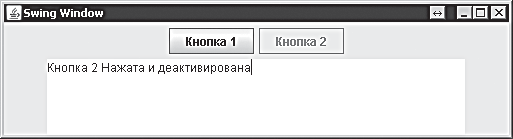 Swing Window
Кнопка 1 Кнопка 2
Кнопка 2 Нажата и деактивирована